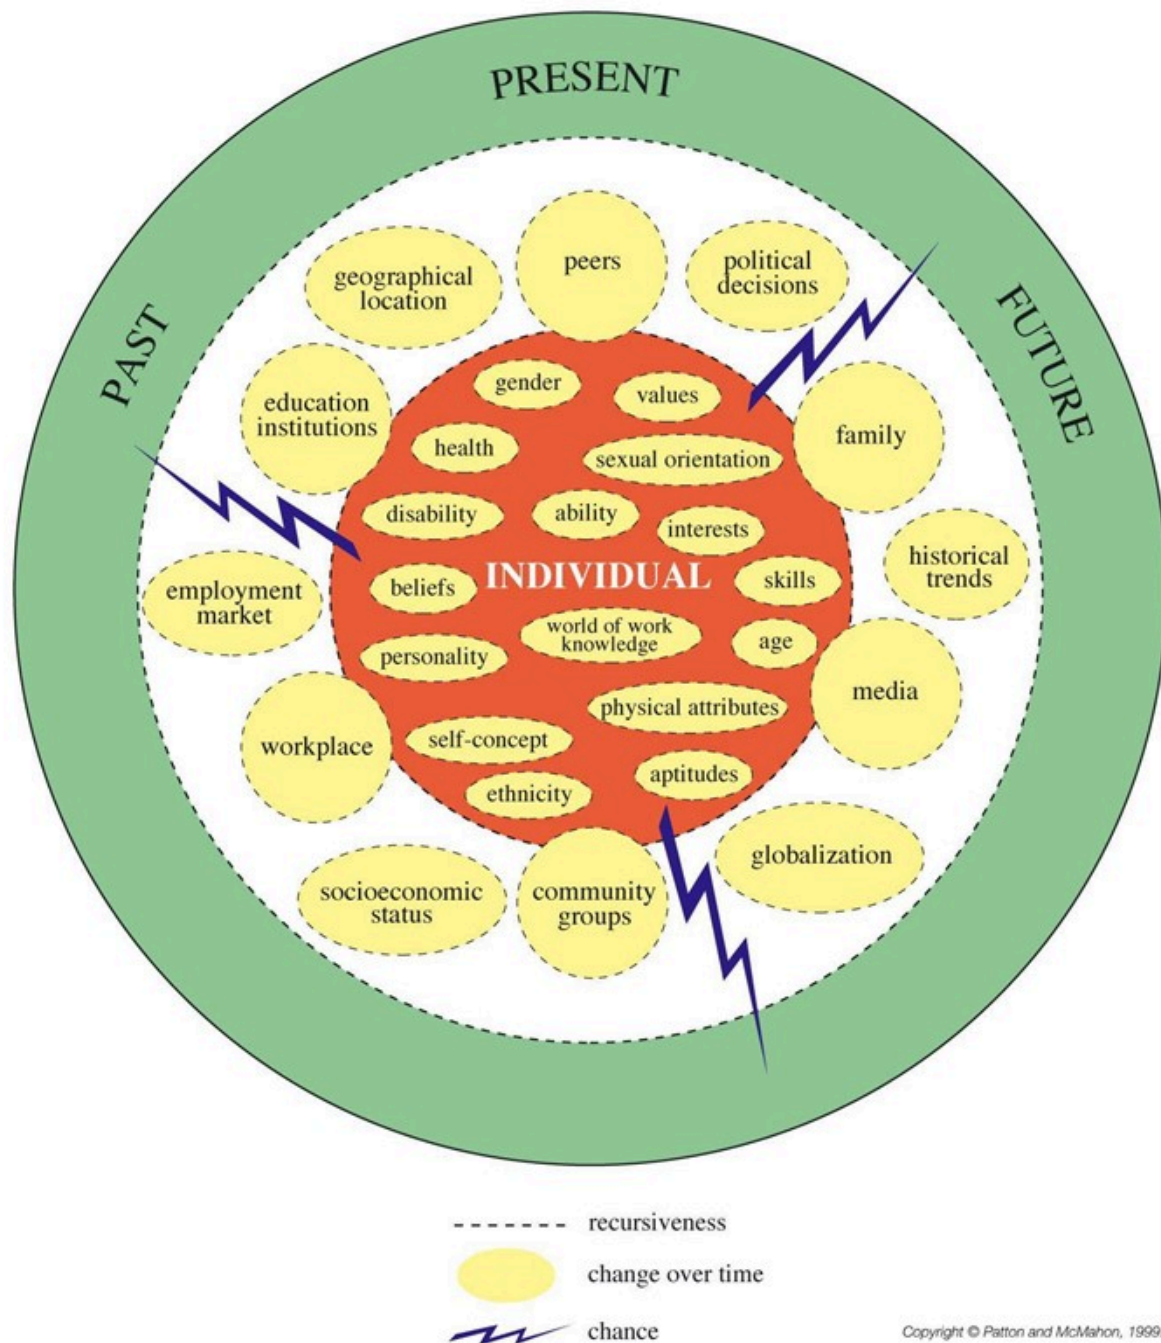 PRESENT
PAST
FUTURE
peers
political
decisions
geographical
location
education
institutions
family
gender
values
health
sexual orientation
disability
ability
interests
historical
trends
INDIVIDUAL
employment
market
beliefs
skills
world of work
knowledge
age
personality
media
physical attributes
workplace
self-concept
aptitudes
ethnicity
globalization
socioeconomic
status
community
groups
recursiveness
change over time
chance
Copyright © Patton and McMahon, 1999